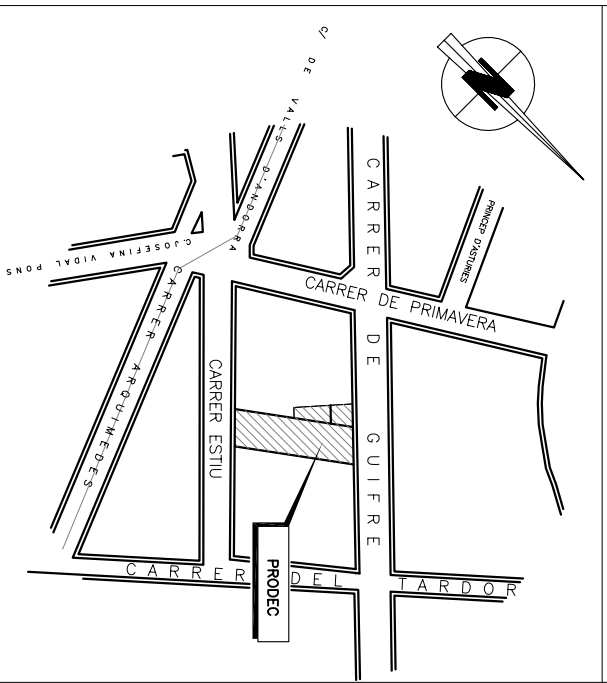 C/ DE VALLS D'ANDORRA
N
PRINCEP D'ASTURIES
CARRER DE GUIFRE
C.JOSEFINA VIDAL PONS
CARRER DE PRIMAVERA
CARRER ARQUIMEDES
CARRER ESTIU
PRODEC
CARRER DEL TARDOR